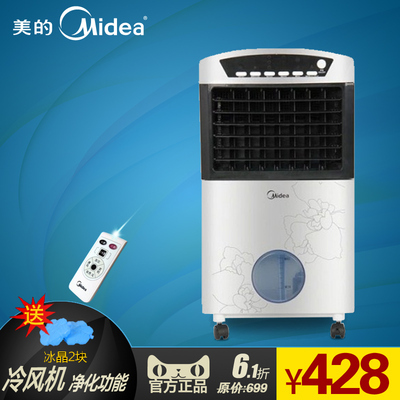 美的 Midea
Midea
Midea
送
冰晶2块
冷风机 净化功能
官方正品
6.1折
原价:699
¥428